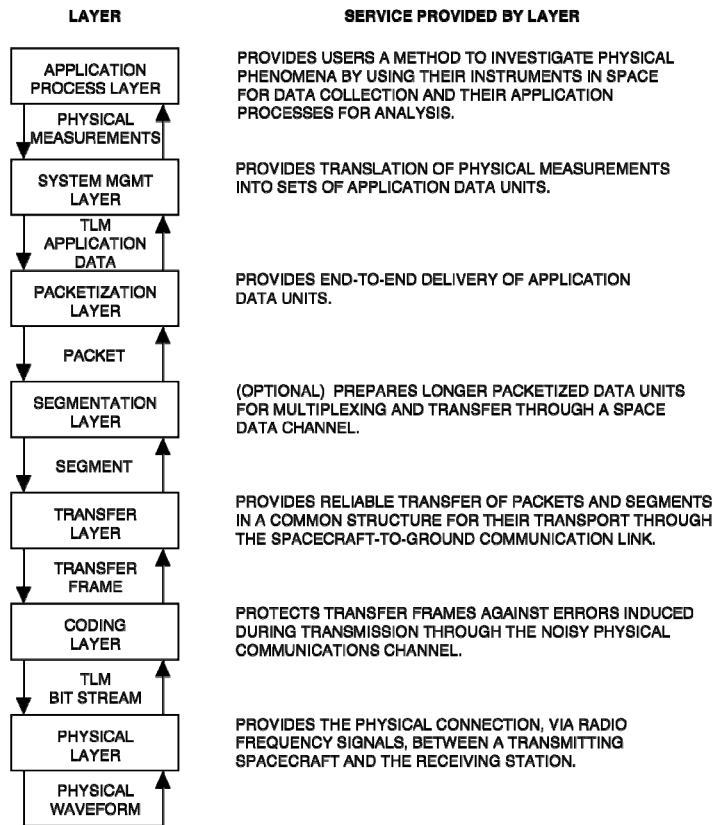 LAYER
SERVICE PROVIDED BY LAYER
APPLICATION
PROCESS LAYER
PROVIDES USERS A METHOD TO INVESTIGATE PHYSICAL
PHENOMENA BY USING THEIR INSTRUMENTS IN SPACE
FOR DATA COLLECTION AND THEIR APPLICATION
PROCESSES FOR ANALYSIS.
PHYSICAL
MEASUREMENTS
SYSTEM MGMT
LAYER
PROVIDES TRANSLATION OF PHYSICAL MEASUREMENTS
INTO SETS OF APPLICATION DATA UNITS.
TLM
APPLICATION
DATA
PACKETIZATION
LAYER
PROVIDES END-TO-END DELIVERY OF APPLICATION
DATA UNITS.
PACKET
SEGMENTATION
LAYER
(OPTIONAL) PREPARES LONGER PACKETIZED DATA UNITS
FOR MULTIPLEXING AND TRANSFER THROUGH A SPACE
DATA CHANNEL.
SEGMENT
TRANSFER
LAYER
PROVIDES RELIABLE TRANSFER OF PACKETS AND SEGMENTS
IN A COMMON STRUCTURE FOR THEIR TRANSPORT THROUGH
THE SPACECRAFT-TO-GROUND COMMUNICATION LINK.
TRANSFER
FRAME
CODING
LAYER
PROTECTS TRANSFER FRAMES AGAINST ERRORS INDUCED
DURING TRANSMISSION THROUGH THE NOISY PHYSICAL
COMMUNICATIONS CHANNEL.
TLM
BIT STREAM
PHYSICAL
LAYER
PROVIDES THE PHYSICAL CONNECTION, VIA RADIO
FREQUENCY SIGNALS, BETWEEN A TRANSMITTING
SPACECRAFT AND THE RECEIVING STATION.
PHYSICAL
WAVEFORM